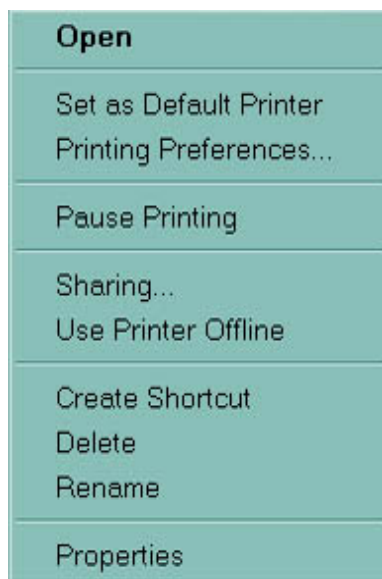 Open
Set as Default Printer
Printing Preferences...
Pause Printing
Sharing...
Use Printer Offline
Create Shortcut
Delete
Rename
Properties